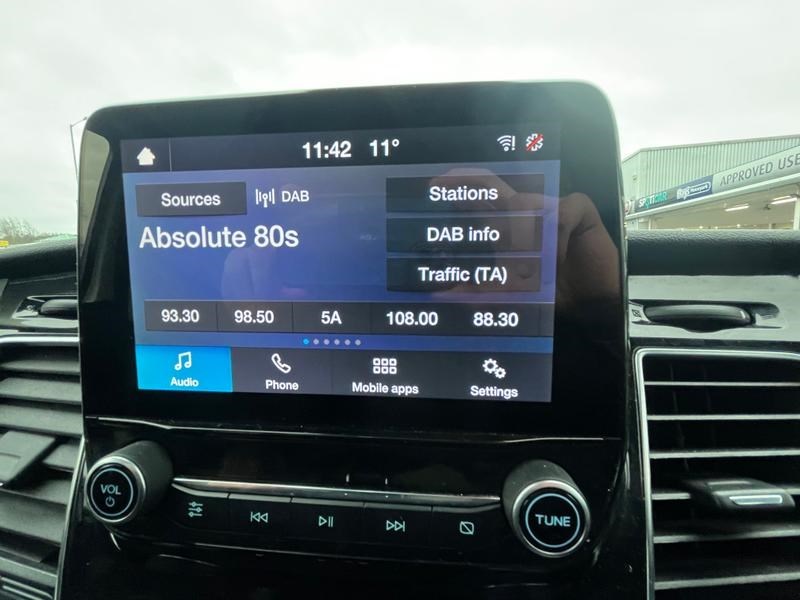 11:42 11°
Sources DAB Stations
Absolute 80s DAB info
Traffic (TA)
93.30 98.50 5A 108.00 88.30
Audio Phone Mobile apps Settings
VOL
TUNE
SPOTICAR
APPROVED USE